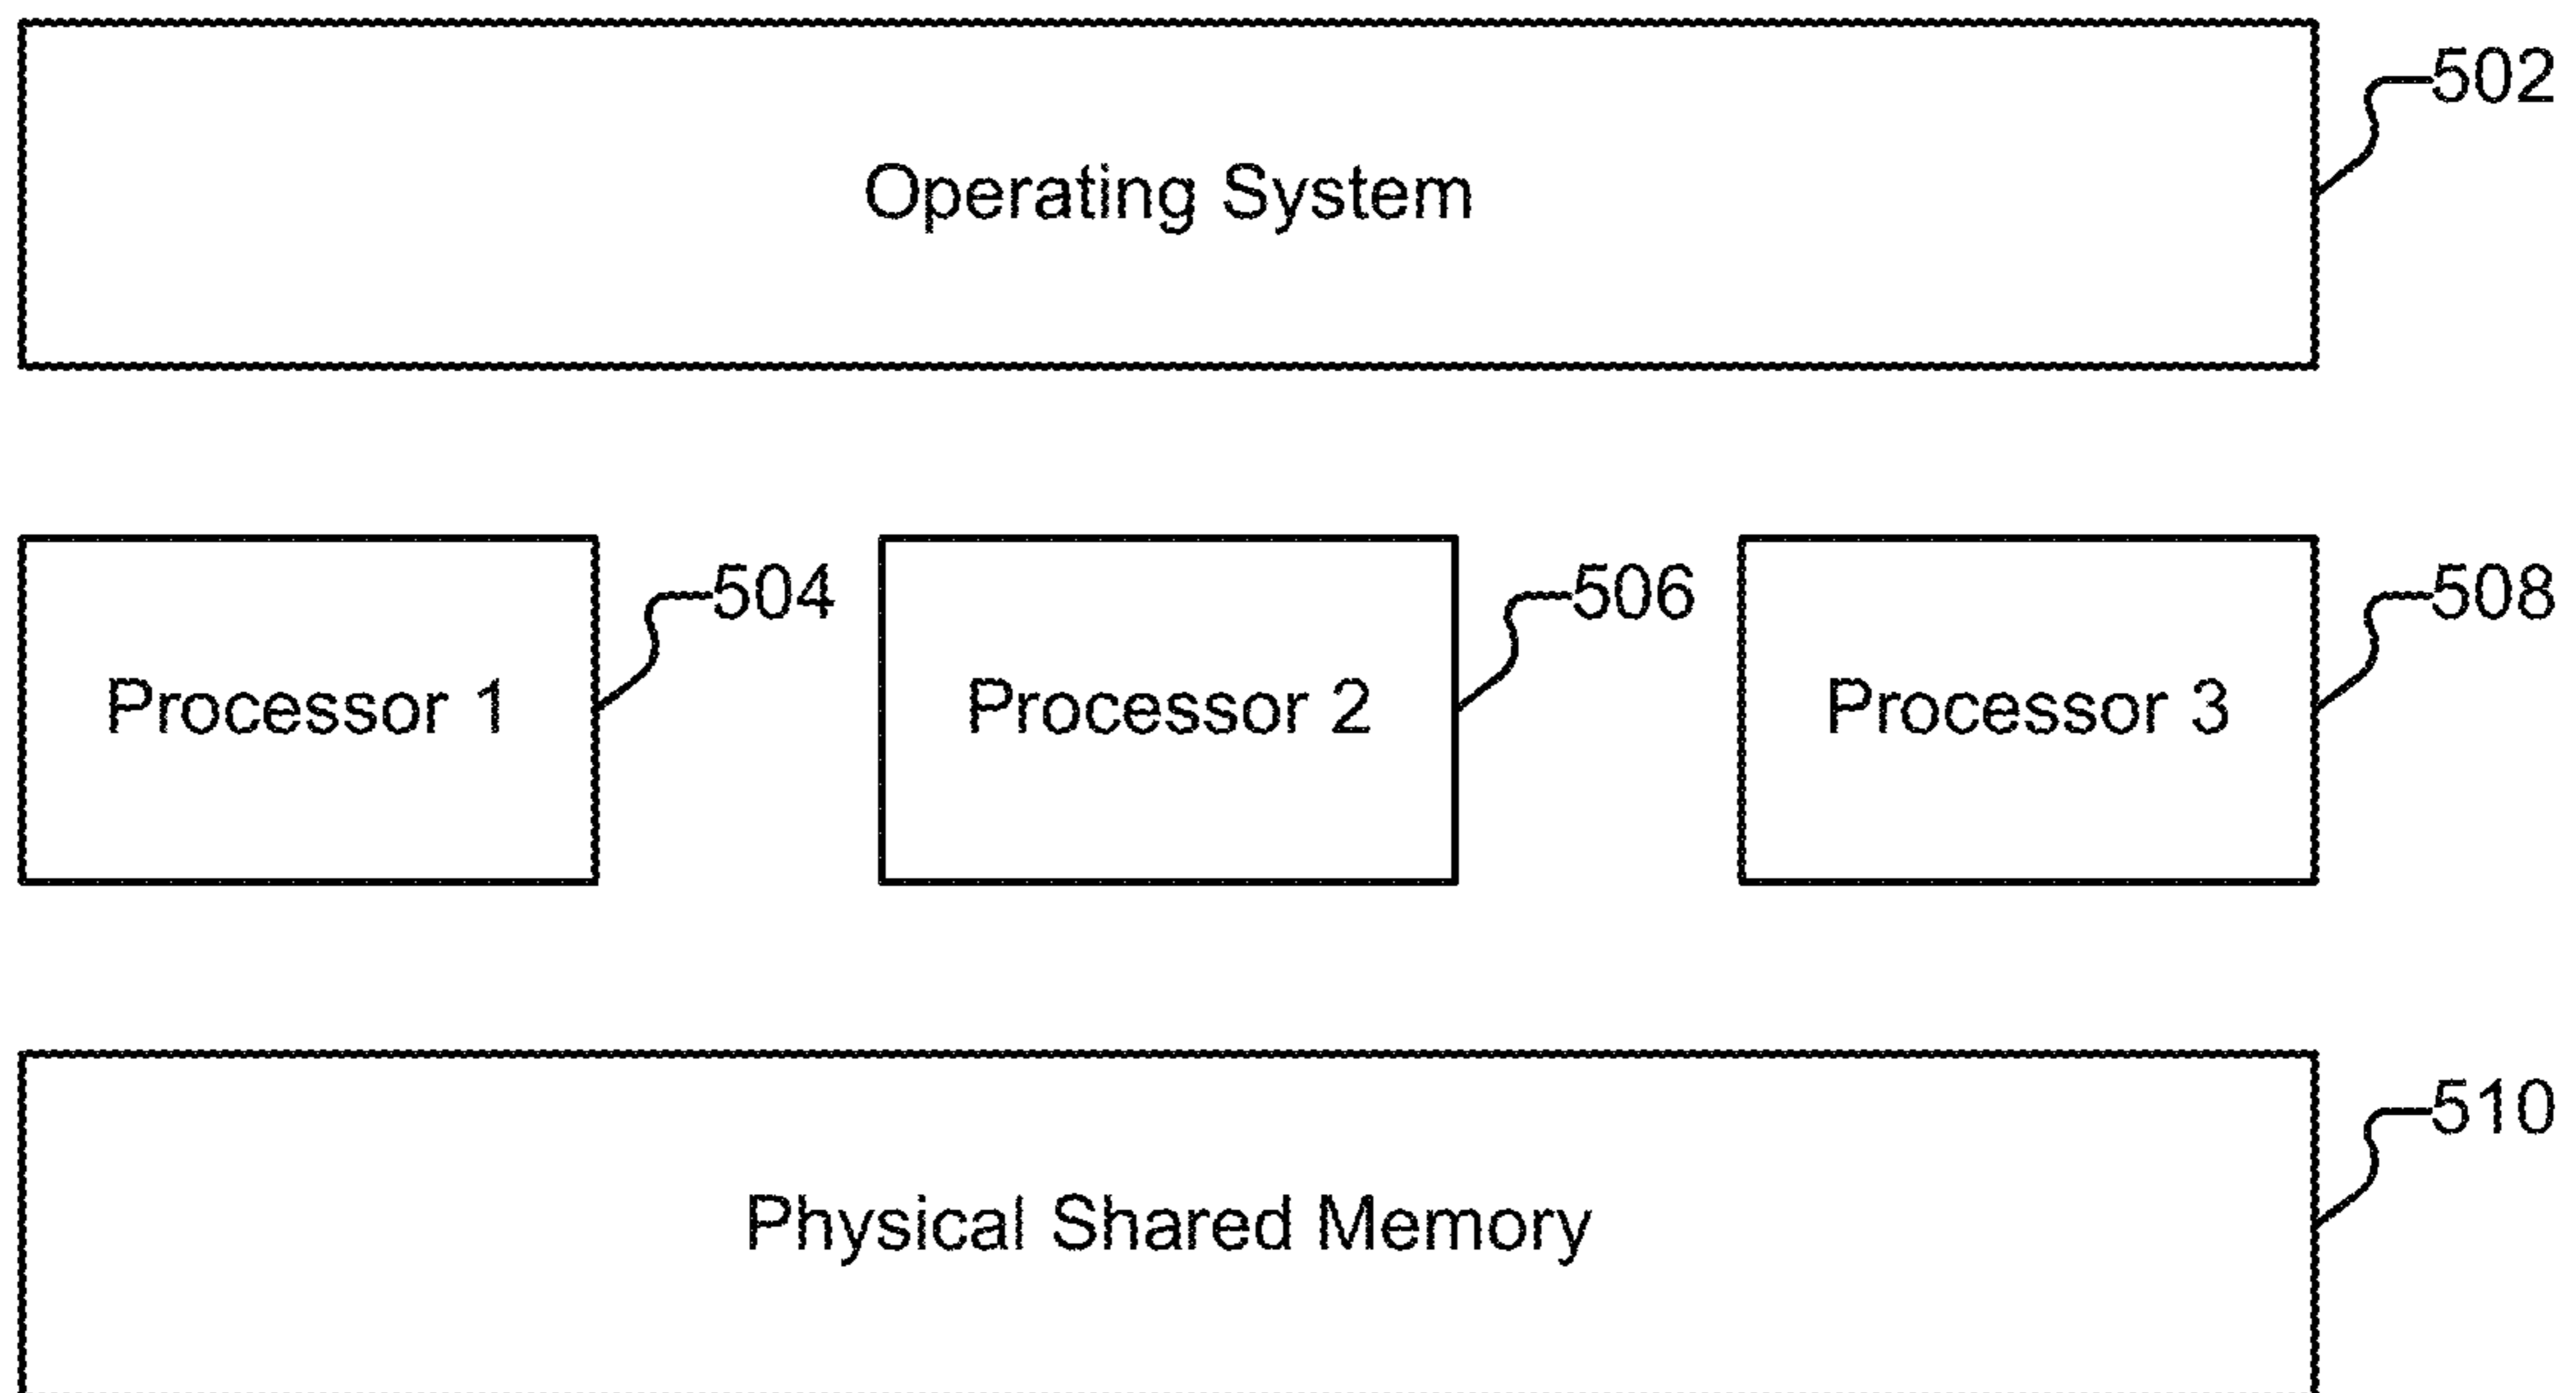 502
Operating System
504
506
508
Processor 1
Processor 2
Processor 3
510
Physical Shared Memory